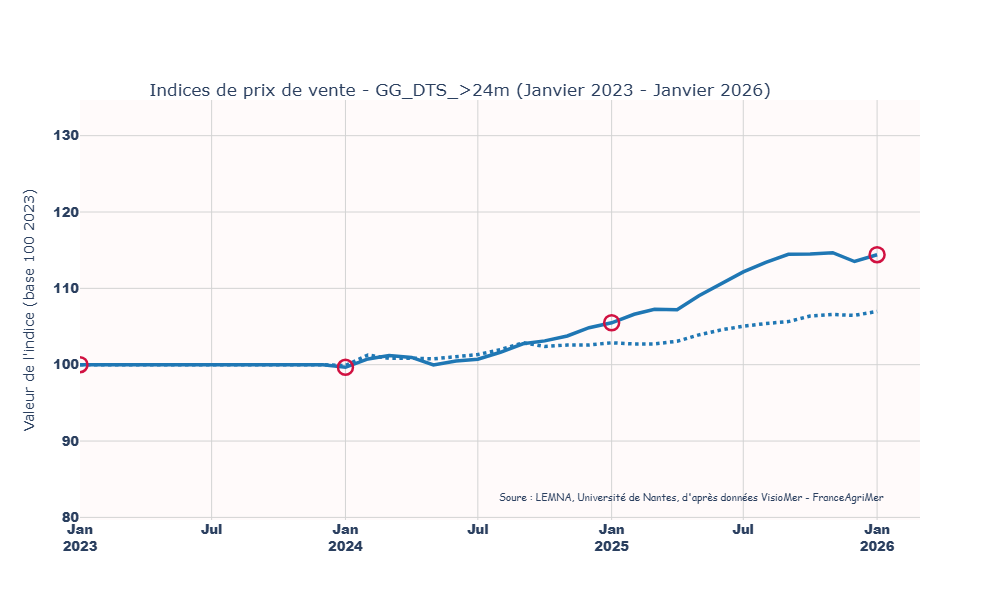 Indices de prix de vente - GG_DTS_>24m (Janvier 2023 - Janvier 2026)
Valeur de l'indice (base 100 2023)
130
120
110
100
90
80
Soure : LEMNA, Université de Nantes, d'après données VisioMer - FranceAgriMer
Jan
2023
Jul
Jan
2024
Jul
Jan
2025
Jul
Jan
2026